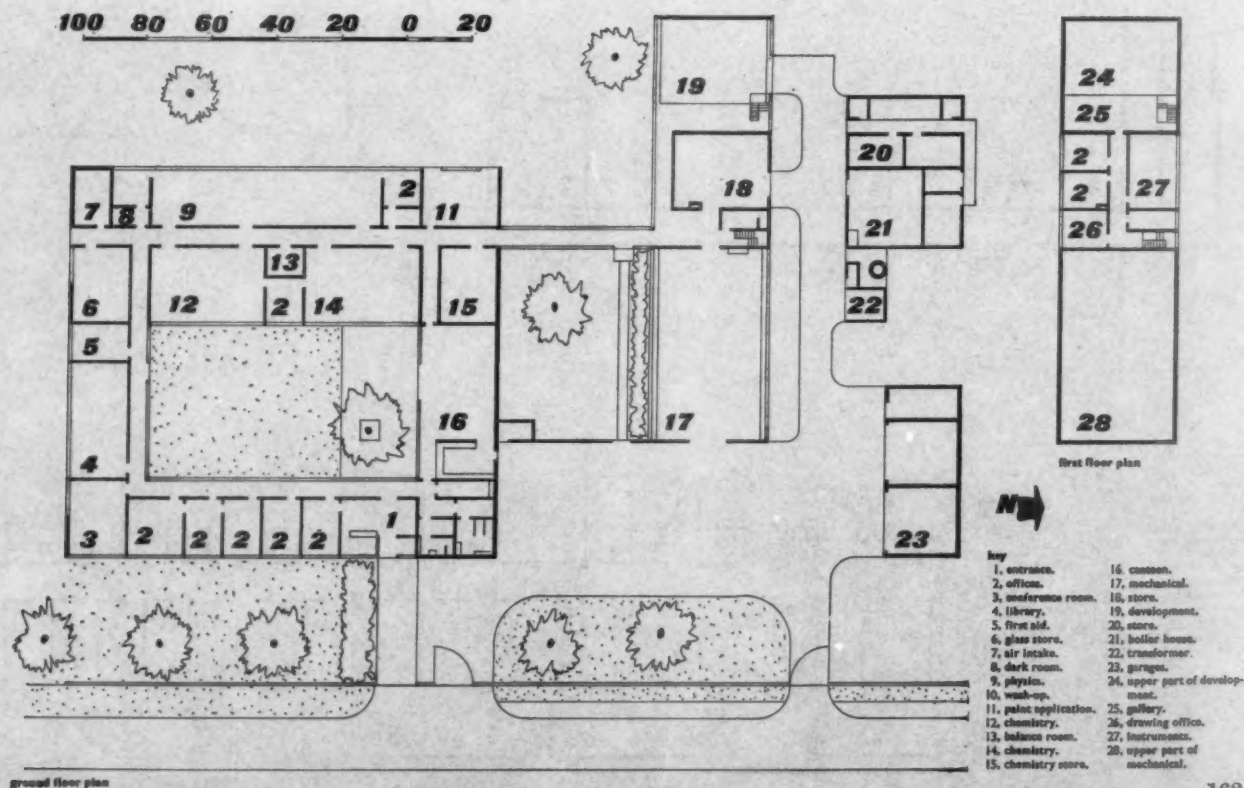 100 80 60 40 20 0 20
19
24
25
20
2
2
27
7
8
9
2
11
18
21
26
13
6
12
2
14
15
22
5
16
17
28
4
first floor plan
N
3
2
2
2
2
2
1
23
key
1, entrance.
2, offices.
3, conference room.
4, library.
5, first aid.
6, glass store.
7, air intake.
8, dark room.
9, physics.
10, wash-up.
11, paint application.
12, chemistry.
13, balance room.
14, chemistry.
15, chemistry store.
16, canteen.
17, mechanical.
18, store.
19, development.
20, store.
21, boiler house.
22, transformer.
23, garages.
24, upper part of develop-
ment.
25, gallery.
26, drawing office.
27, instruments.
28, upper part of
mechanical.
ground floor plan